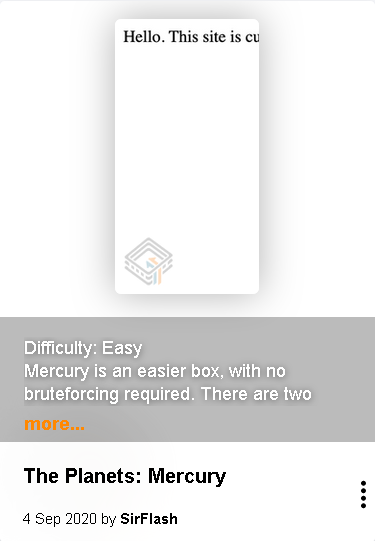 Hello. This site is cu
Difficulty: Easy
Mercury is an easier box, with no
bruteforcing required. There are two
more...
The Planets: Mercury
4 Sep 2020 by SirFlash